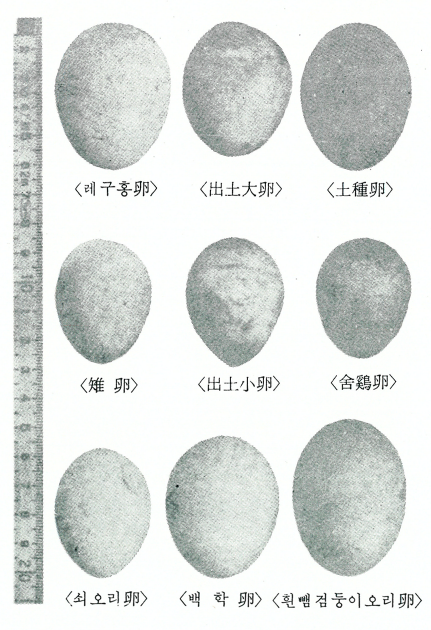 〈레구홍卵〉 〈出土大卵〉 〈土種卵〉
〈雉 卵〉 〈出土小卵〉 〈舍鷄卵〉
〈쇠오리卵〉 〈백 학 卵〉 〈흰뺌검둥이오리卵〉